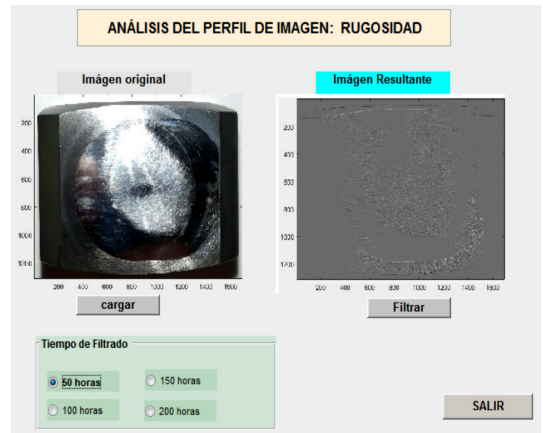 ANÁLISIS DEL PERFIL DE IMAGEN: RUGOSIDAD
Imágen original
Imágen Resultante
200
400
600
800
1000
1200
200 400 600 800 1000 1200 1400 1600
200
400
600
800
1000
1200
200 400 600 800 1000 1200 1400 1600
cargar
Filtrar
Tiempo de Filtrado
50 horas
150 horas
100 horas
200 horas
SALIR